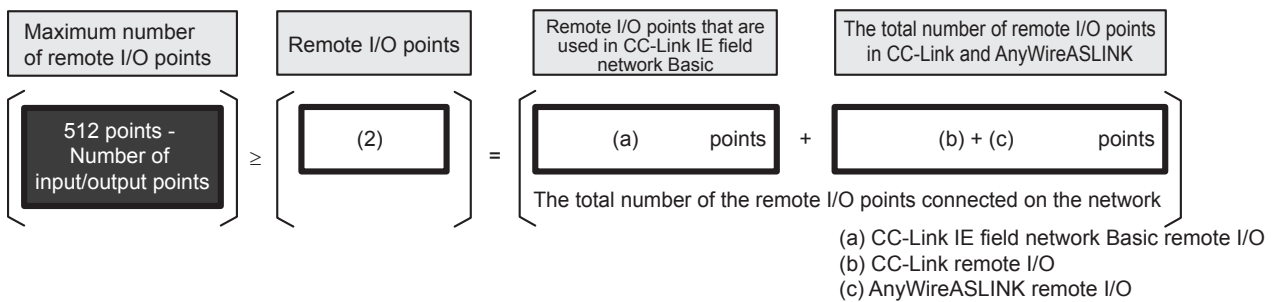 Maximum number
of remote I/O points
Remote I/O points
Remote I/O points that are
used in CC-Link IE field
network Basic
The total number of remote I/O points
in CC-Link and AnyWireASLINK
512 points -
Number of
input/output points
≥
(2)
=
(a) points
+
(b) + (c) points
The total number of the remote I/O points connected on the network
(a) CC-Link IE field network Basic remote I/O
(b) CC-Link remote I/O
(c) AnyWireASLINK remote I/O